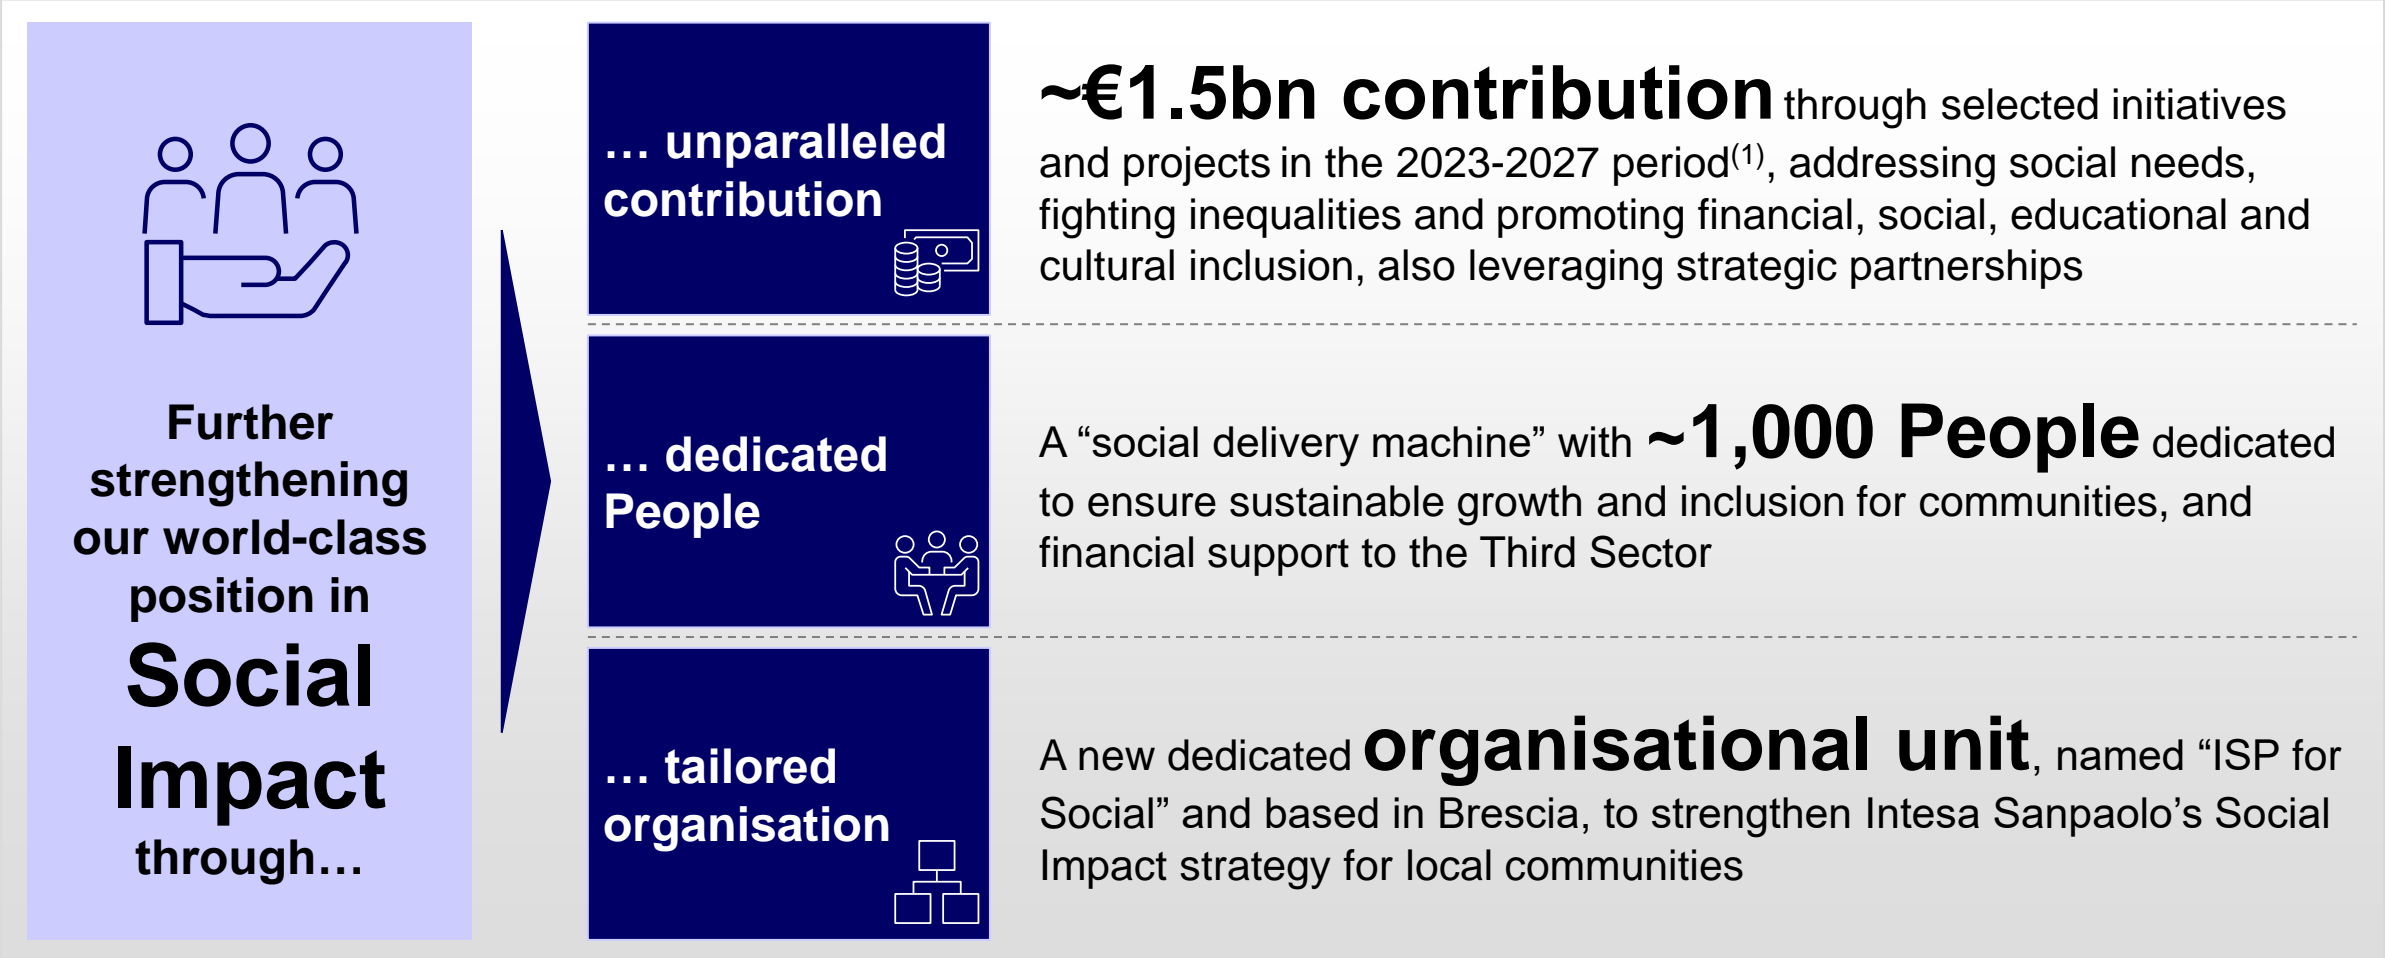 Further
strengthening
our world-class
position in
Social
Impact
through…
… unparalleled
contribution
~€1.5bn contribution through selected initiatives
and projects in the 2023-2027 period(1), addressing social needs,
fighting inequalities and promoting financial, social, educational and
cultural inclusion, also leveraging strategic partnerships
… dedicated
People
A “social delivery machine” with ~1,000 People dedicated
to ensure sustainable growth and inclusion for communities, and
financial support to the Third Sector
… tailored
organisation
A new dedicated organisational unit, named “ISP for
Social” and based in Brescia, to strengthen Intesa Sanpaolo’s Social
Impact strategy for local communities